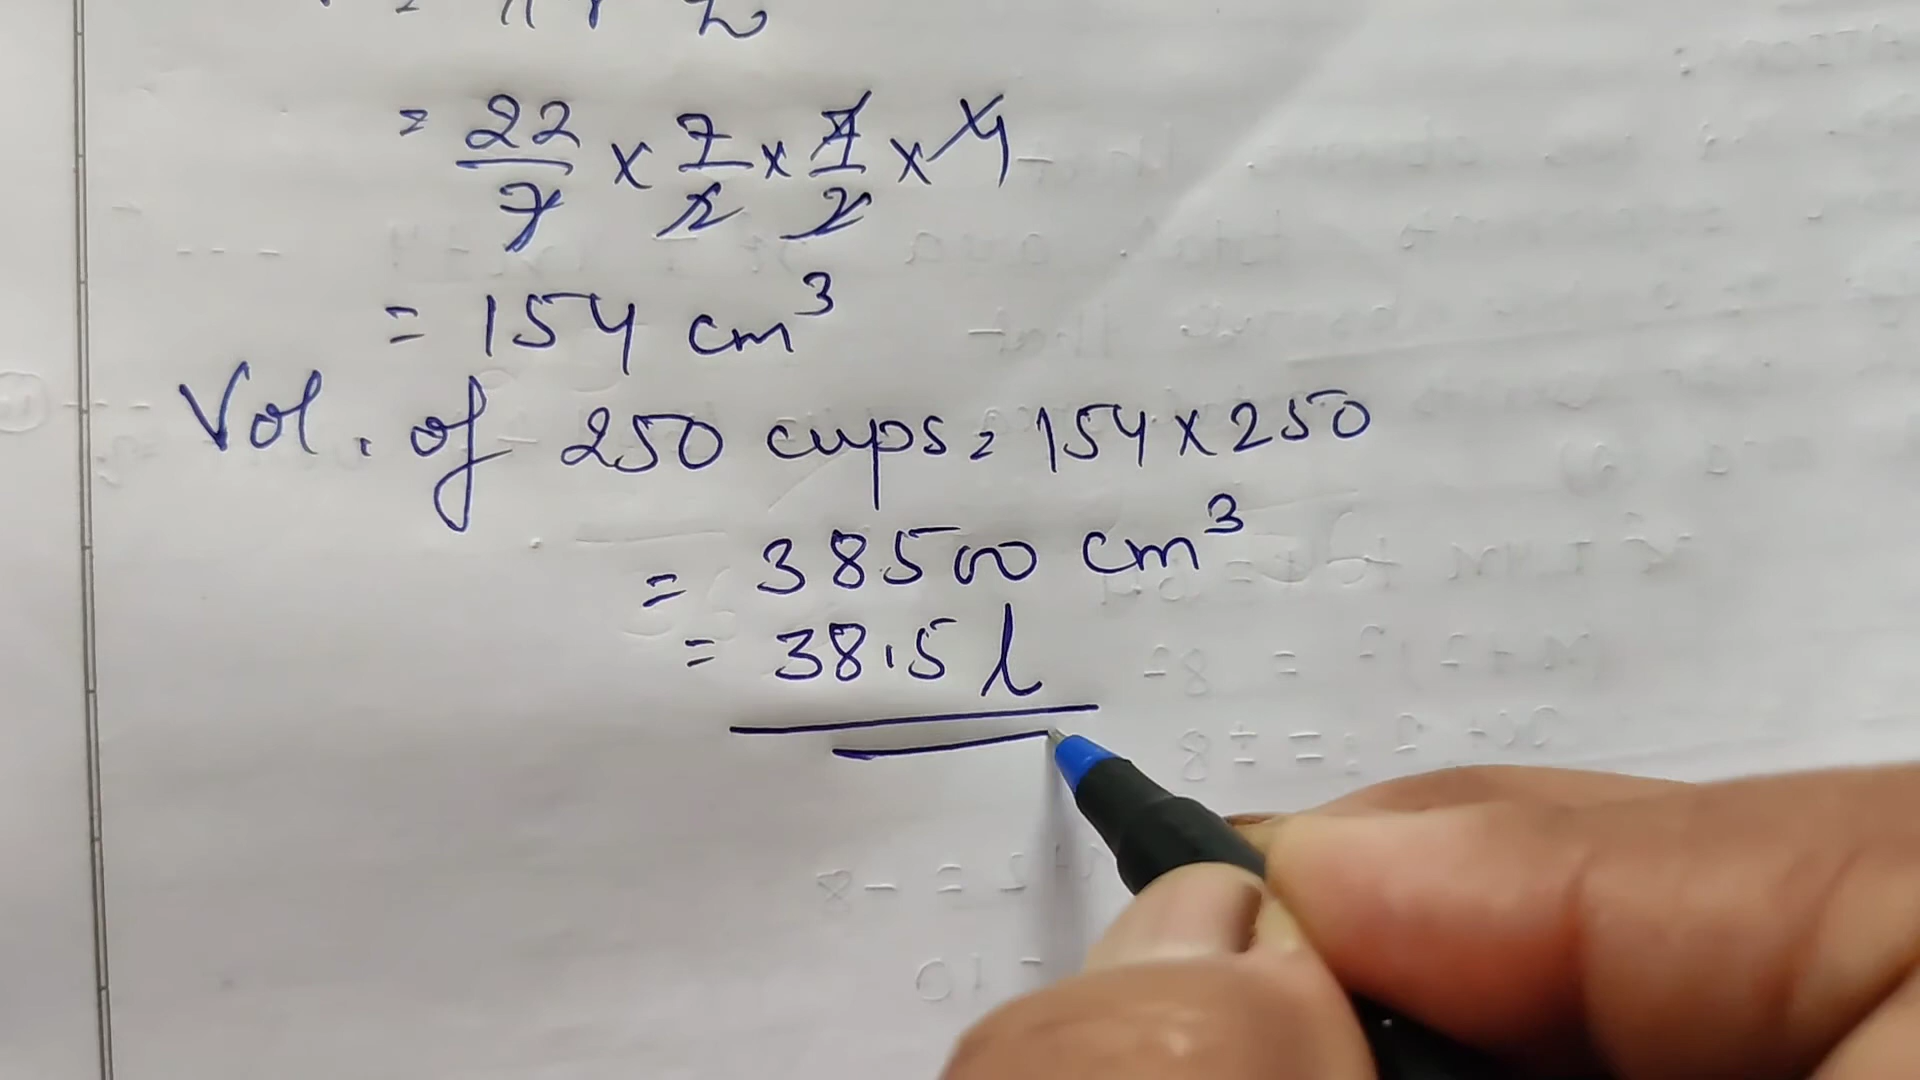 = 22/7 × 7/2 × 7/2 × 4
= 154 cm³
Vol. of 250 cups = 154 × 250
= 38500 cm³
= 38.5 l